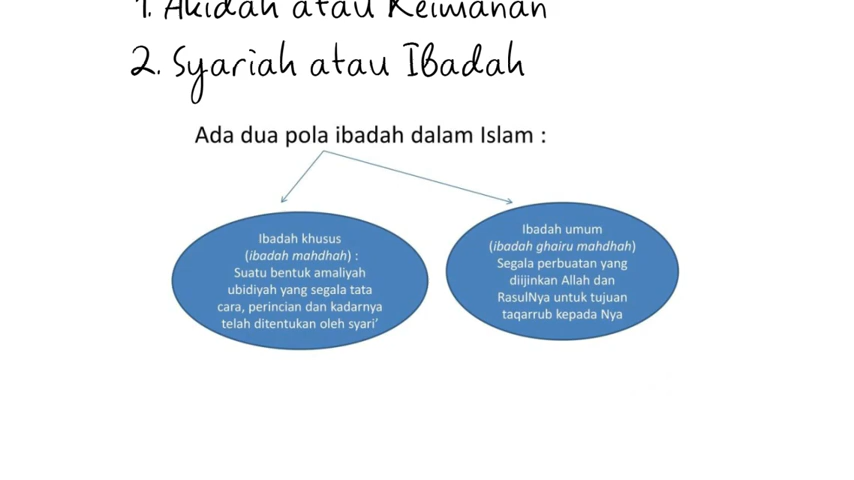 1. Akidah atau Keimanan
2. Syariah atau Ibadah
Ada dua pola ibadah dalam Islam :
Ibadah khusus
(ibadah mahdhah) :
Suatu bentuk amaliyah
ubidiyah yang segala tata
cara, perincian dan kadarnya
telah ditentukan oleh syari’
Ibadah umum
(ibadah ghairu mahdhah)
Segala perbuatan yang
diijinkan Allah dan
RasulNya untuk tujuan
taqarrub kepada Nya